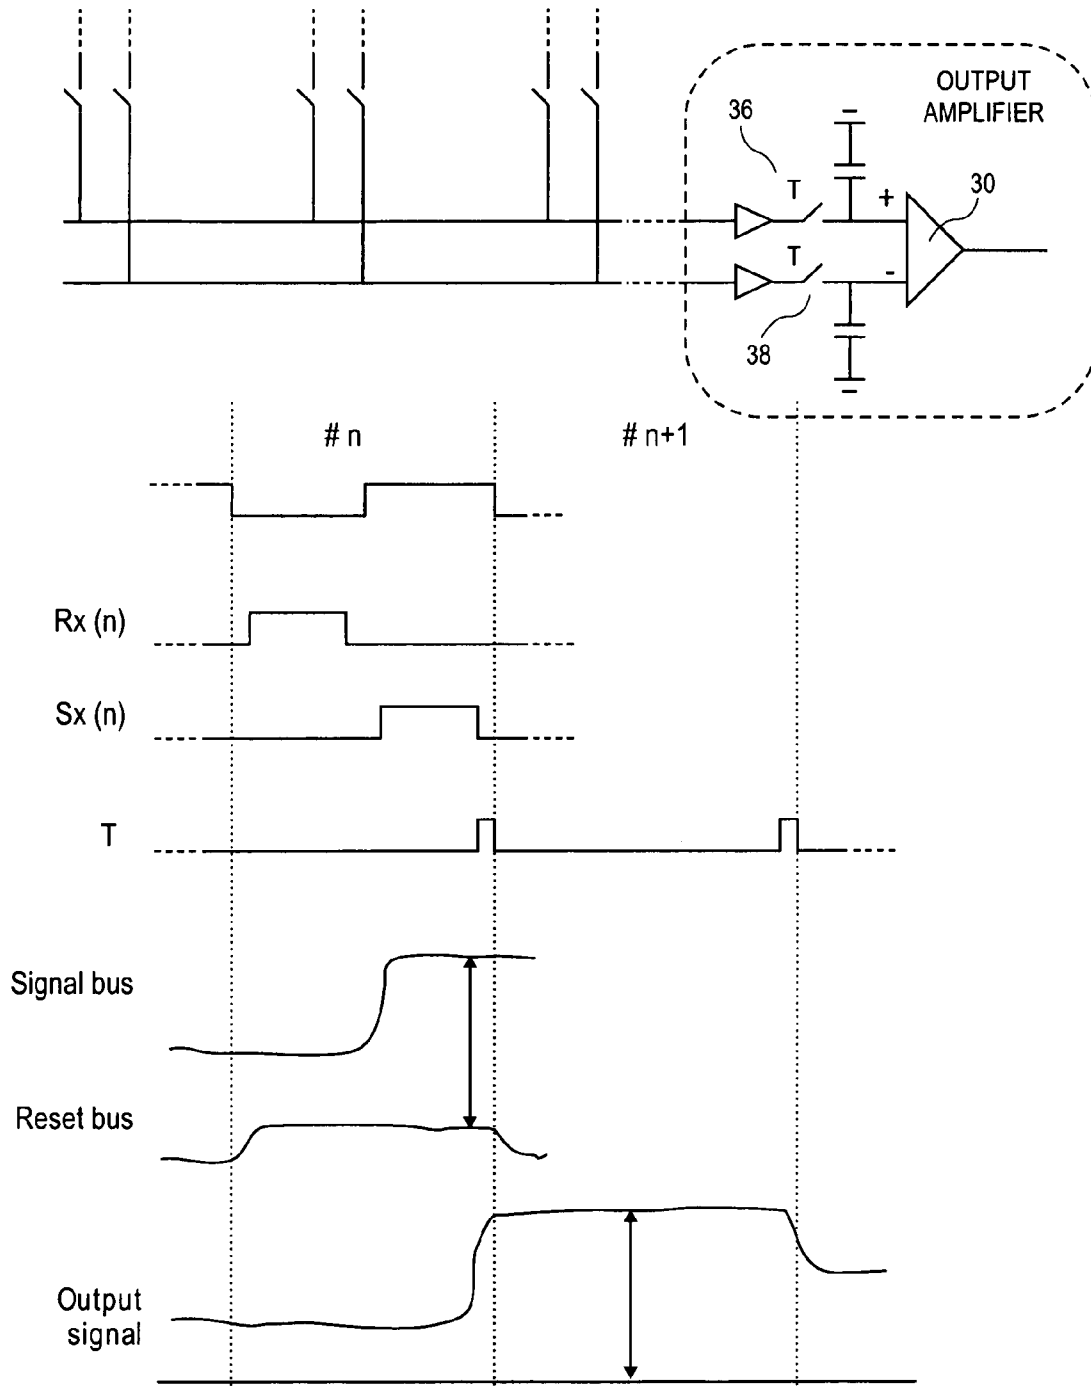 OUTPUT
AMPLIFIER
36
T
+
30
T
-
38
# n
# n+1
Rx (n)
Sx (n)
T
Signal bus
Reset bus
Output
signal